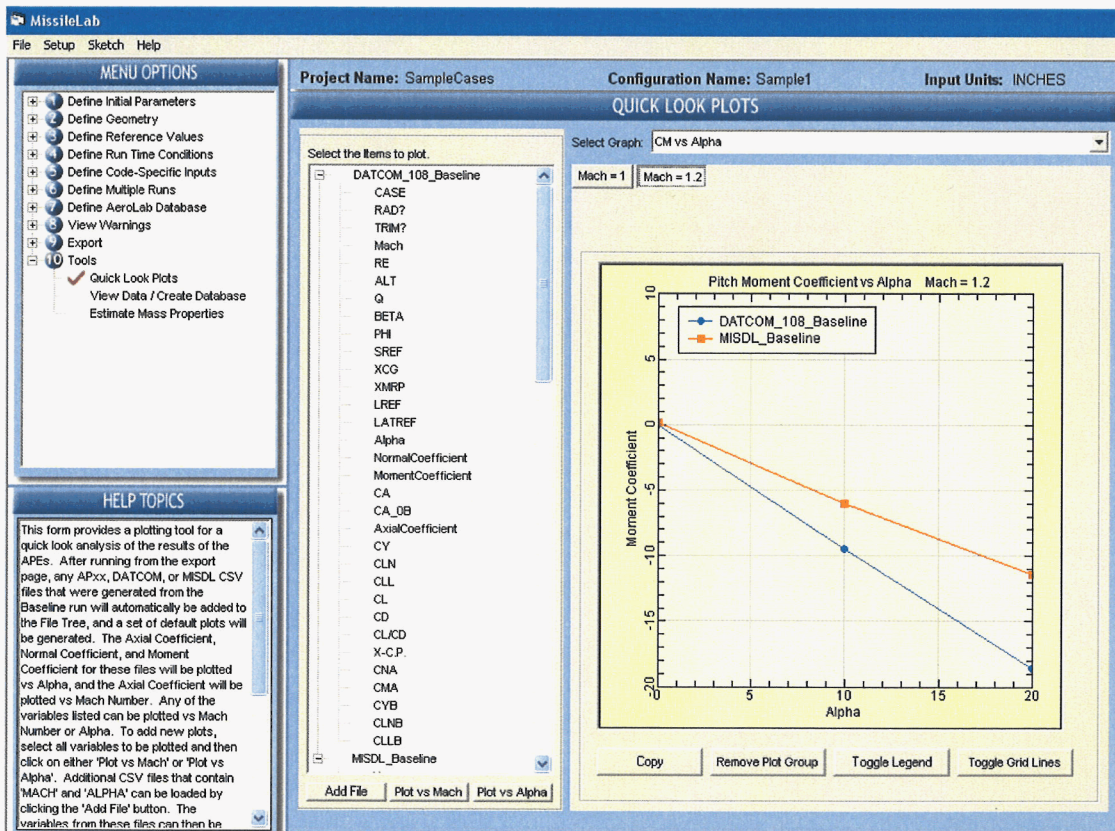 MissileLab
File Setup Sketch Help
MENU OPTIONS
1 Define Initial Parameters
2 Define Geometry
3 Define Reference Values
4 Define Run Time Conditions
5 Define Code-Specific Inputs
6 Define Multiple Runs
7 Define AeroLab Database
8 View Warnings
9 Export
10 Tools
Quick Look Plots
View Data / Create Database
Estimate Mass Properties
HELP TOPICS
This form provides a plotting tool for a
quick look analysis of the results of the
APEs. After running from the export
page, any APxx, DATCOM, or MISDL CSV
files that were generated from the
Baseline run will automatically be added to
the File Tree, and a set of default plots will
be generated. The Axial Coefficient,
Normal Coefficient, and Moment
Coefficient for these files will be plotted
vs Alpha, and the Axial Coefficient will be
plotted vs Mach Number. Any of the
variables listed can be plotted vs Mach
Number or Alpha. To add new plots,
select all variables to be plotted and then
click on either 'Plot vs Mach' or 'Plot vs
Alpha'. Additional CSV files that contain
'MACH' and 'ALPHA' can be loaded by
clicking the 'Add File' button. The
variables from these files can then be
Project Name: SampleCases Configuration Name: Sample1 Input Units: INCHES
QUICK LOOK PLOTS
Select the Items to plot.
DATCOM_108_Baseline
CASE
RAD?
TRIM?
Mach
RE
ALT
Q
BETA
PHI
SREF
XCG
XMRP
LREF
LATREF
Alpha
NormalCoefficient
MomentCoefficient
CA
CA_0B
AxialCoefficient
CY
CLN
CLL
CL
CD
CL/CD
X-C.P.
CNA
CMA
CYB
CLNB
CLLB
MISDL_Baseline
Add File Plot vs Mach Plot vs Alpha
Select Graph: CM vs Alpha
Mach = 1 Mach = 1.2
Pitch Moment Coefficient vs Alpha Mach = 1.2
DATCOM_108_Baseline
MISDL_Baseline
Moment Coefficient
10
5
0
-5
-10
-15
-20
0 5 10 15 20
Alpha
Copy Remove Plot Group Toggle Legend Toggle Grid Lines